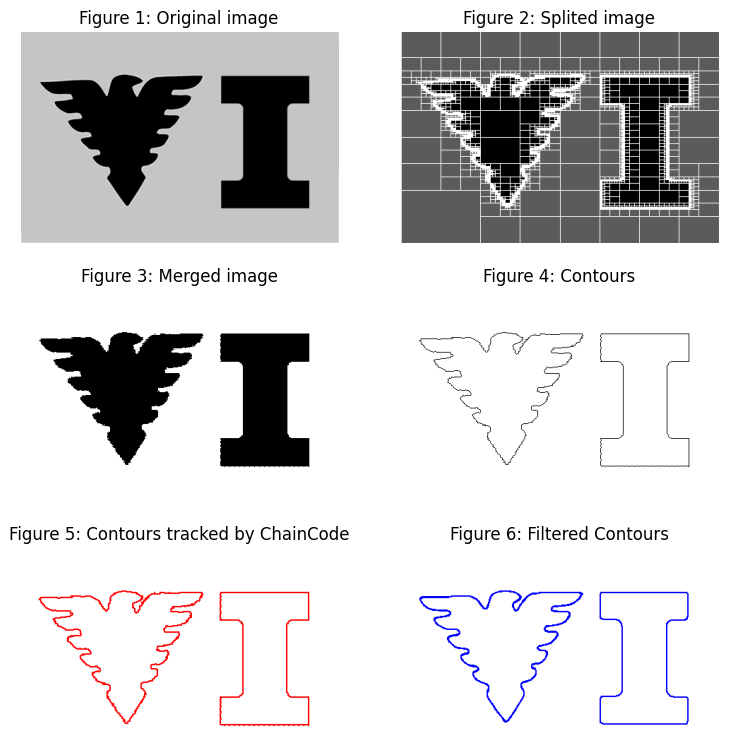 Figure 1: Original image
Figure 2: Splited image
Figure 3: Merged image
Figure 4: Contours
Figure 5: Contours tracked by ChainCode
Figure 6: Filtered Contours